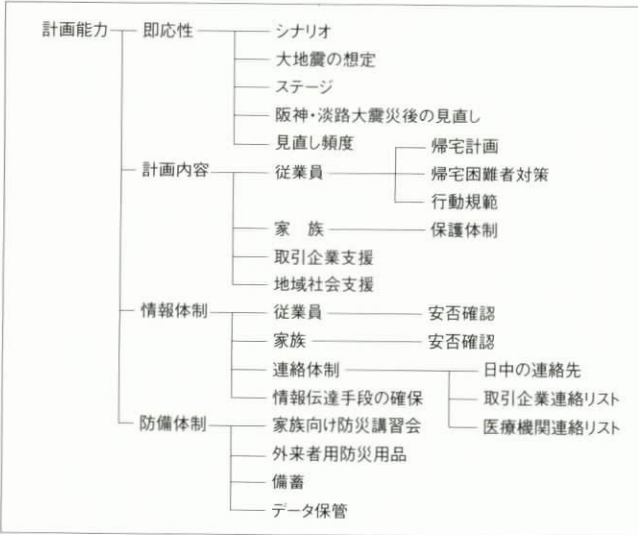 計画能力 即応性 シナリオ
大地震の想定
ステージ
阪神・淡路大震災後の見直し
見直し頻度
帰宅計画
計画内容 従業員 帰宅困難者対策
行動規範
家 族 保護体制
取引企業支援
地域社会支援
情報体制 従業員 安否確認
家族 安否確認
連絡体制 日中の連絡先
情報伝達手段の確保 取引企業連絡リスト
防備体制 家族向け防災講習会 医療機関連絡リスト
外来者用防災用品
備蓄
データ保管